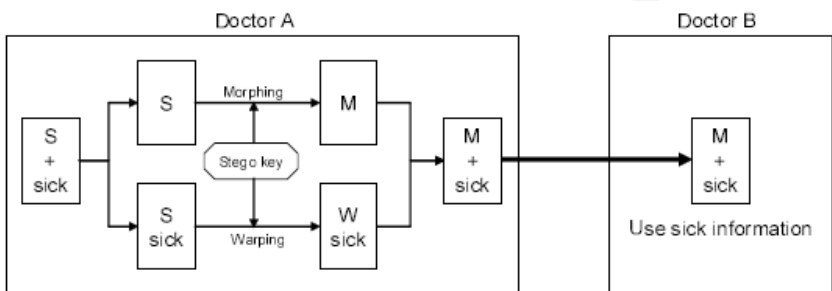 Doctor A
Doctor B
S
+
sick
S
Morphing
M
Stego key
S
sick
Warping
W
sick
M
+
sick
M
+
sick
Use sick information